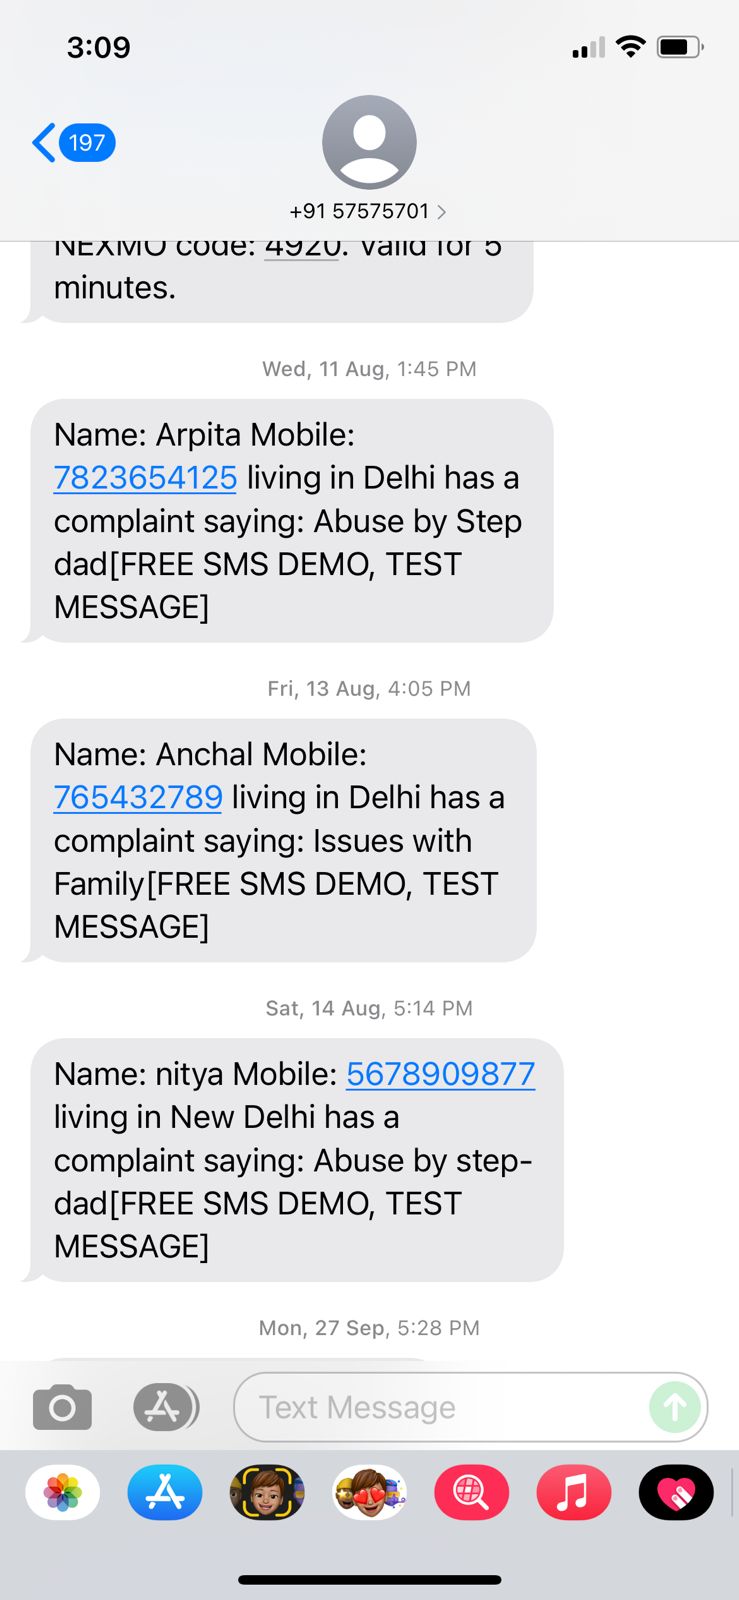 3:09
197
+91 57575701
NEXMO code: 4920. Valid for 5
minutes.
Wed, 11 Aug, 1:45 PM
Name: Arpita Mobile:
7823654125 living in Delhi has a
complaint saying: Abuse by Step
dad[FREE SMS DEMO, TEST
MESSAGE]
Fri, 13 Aug, 4:05 PM
Name: Anchal Mobile:
765432789 living in Delhi has a
complaint saying: Issues with
Family[FREE SMS DEMO, TEST
MESSAGE]
Sat, 14 Aug, 5:14 PM
Name: nitya Mobile: 5678909877
living in New Delhi has a
complaint saying: Abuse by step-
dad[FREE SMS DEMO, TEST
MESSAGE]
Mon, 27 Sep, 5:28 PM
Text Message